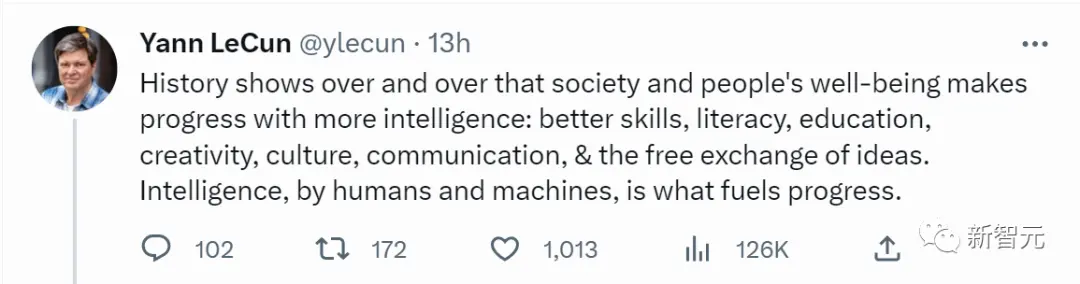 Yann LeCun @ylecun · 13h
History shows over and over that society and people's well-being makes
progress with more intelligence: better skills, literacy, education,
creativity, culture, communication, & the free exchange of ideas.
Intelligence, by humans and machines, is what fuels progress.
102 172 1,013 126K
新智元